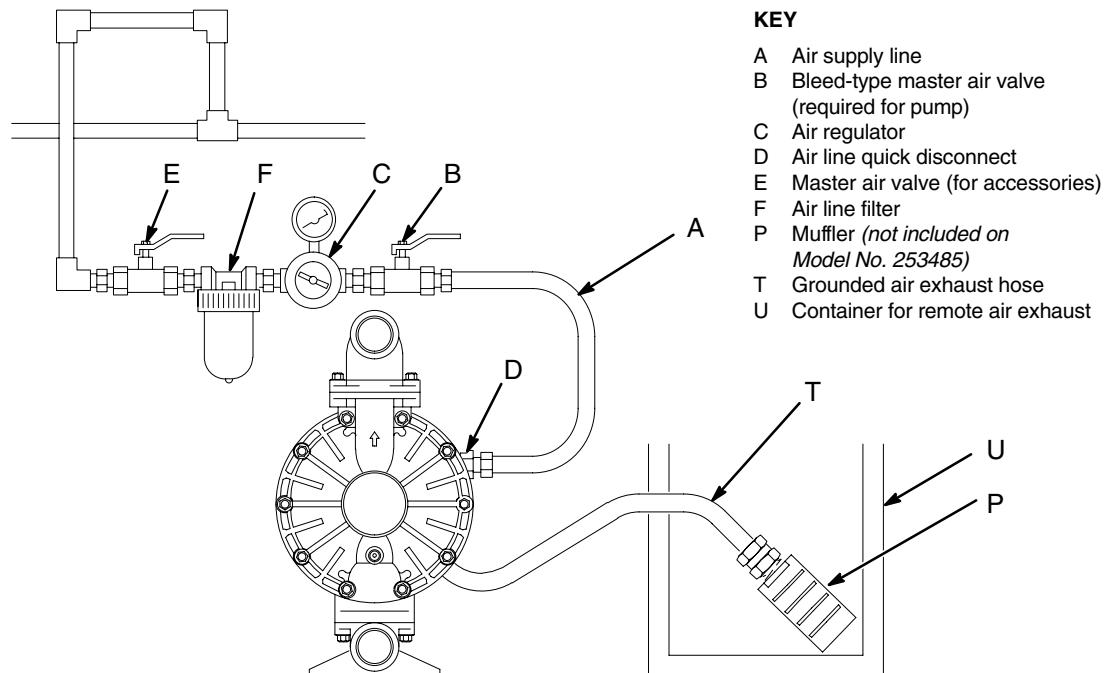 KEY
A Air supply line
B Bleed-type master air valve
(required for pump)
C Air regulator
D Air line quick disconnect
E Master air valve (for accessories)
F Air line filter
P Muffler (not included on
Model No. 253485)
T Grounded air exhaust hose
U Container for remote air exhaust
E
F
C
B
A
D
T
U
P